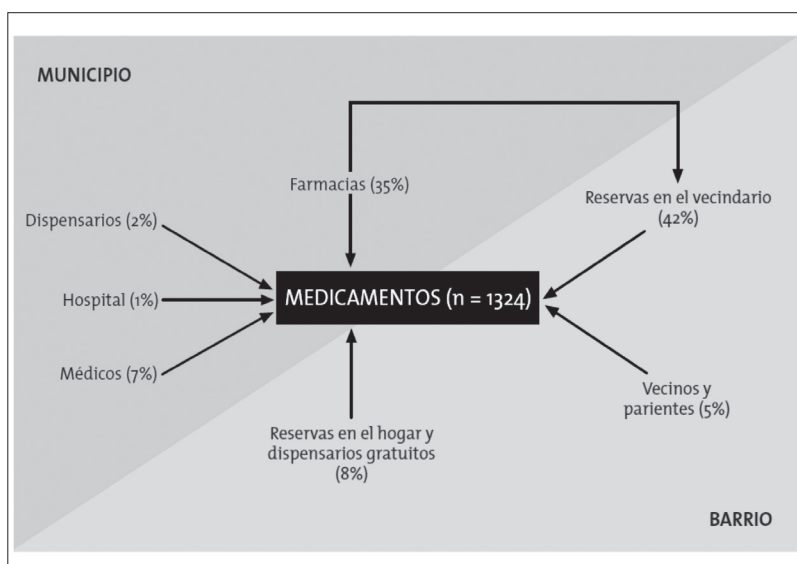 MUNICIPIO
Farmacias (35%)
Reservas en el vecindario
(42%)
Dispensarios (2%)
Hospital (1%)
MEDICAMENTOS (n = 1324)
Médicos (7%)
Vecinos y
parientes (5%)
Reservas en el hogar y
dispensarios gratuitos
(8%)
BARRIO